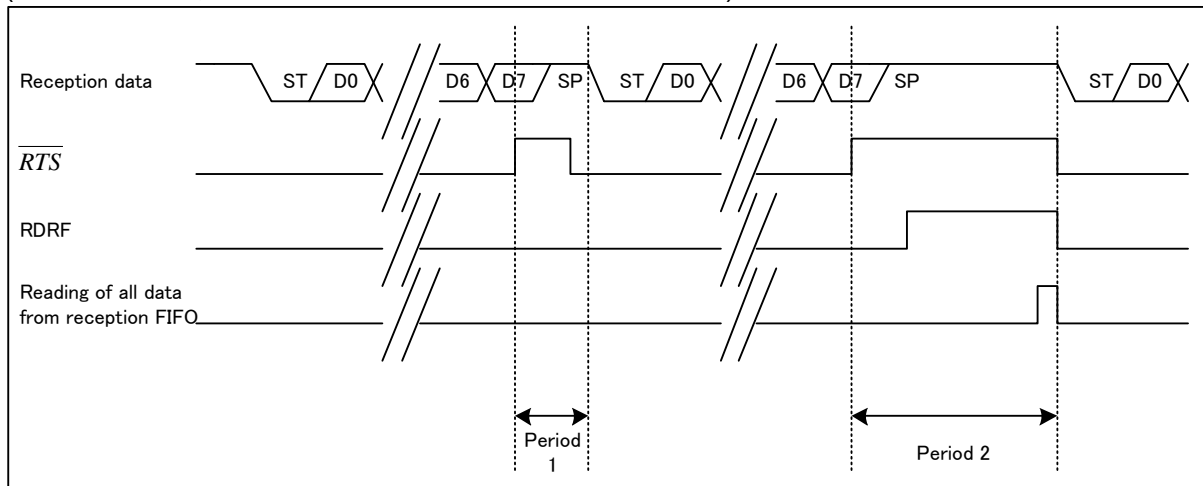 Reception data ST D0 D6 D7 SP ST D0 D6 D7 SP ST D0
RTS
RDRF
Reading of all data
from reception FIFO
Period
1
Period 2